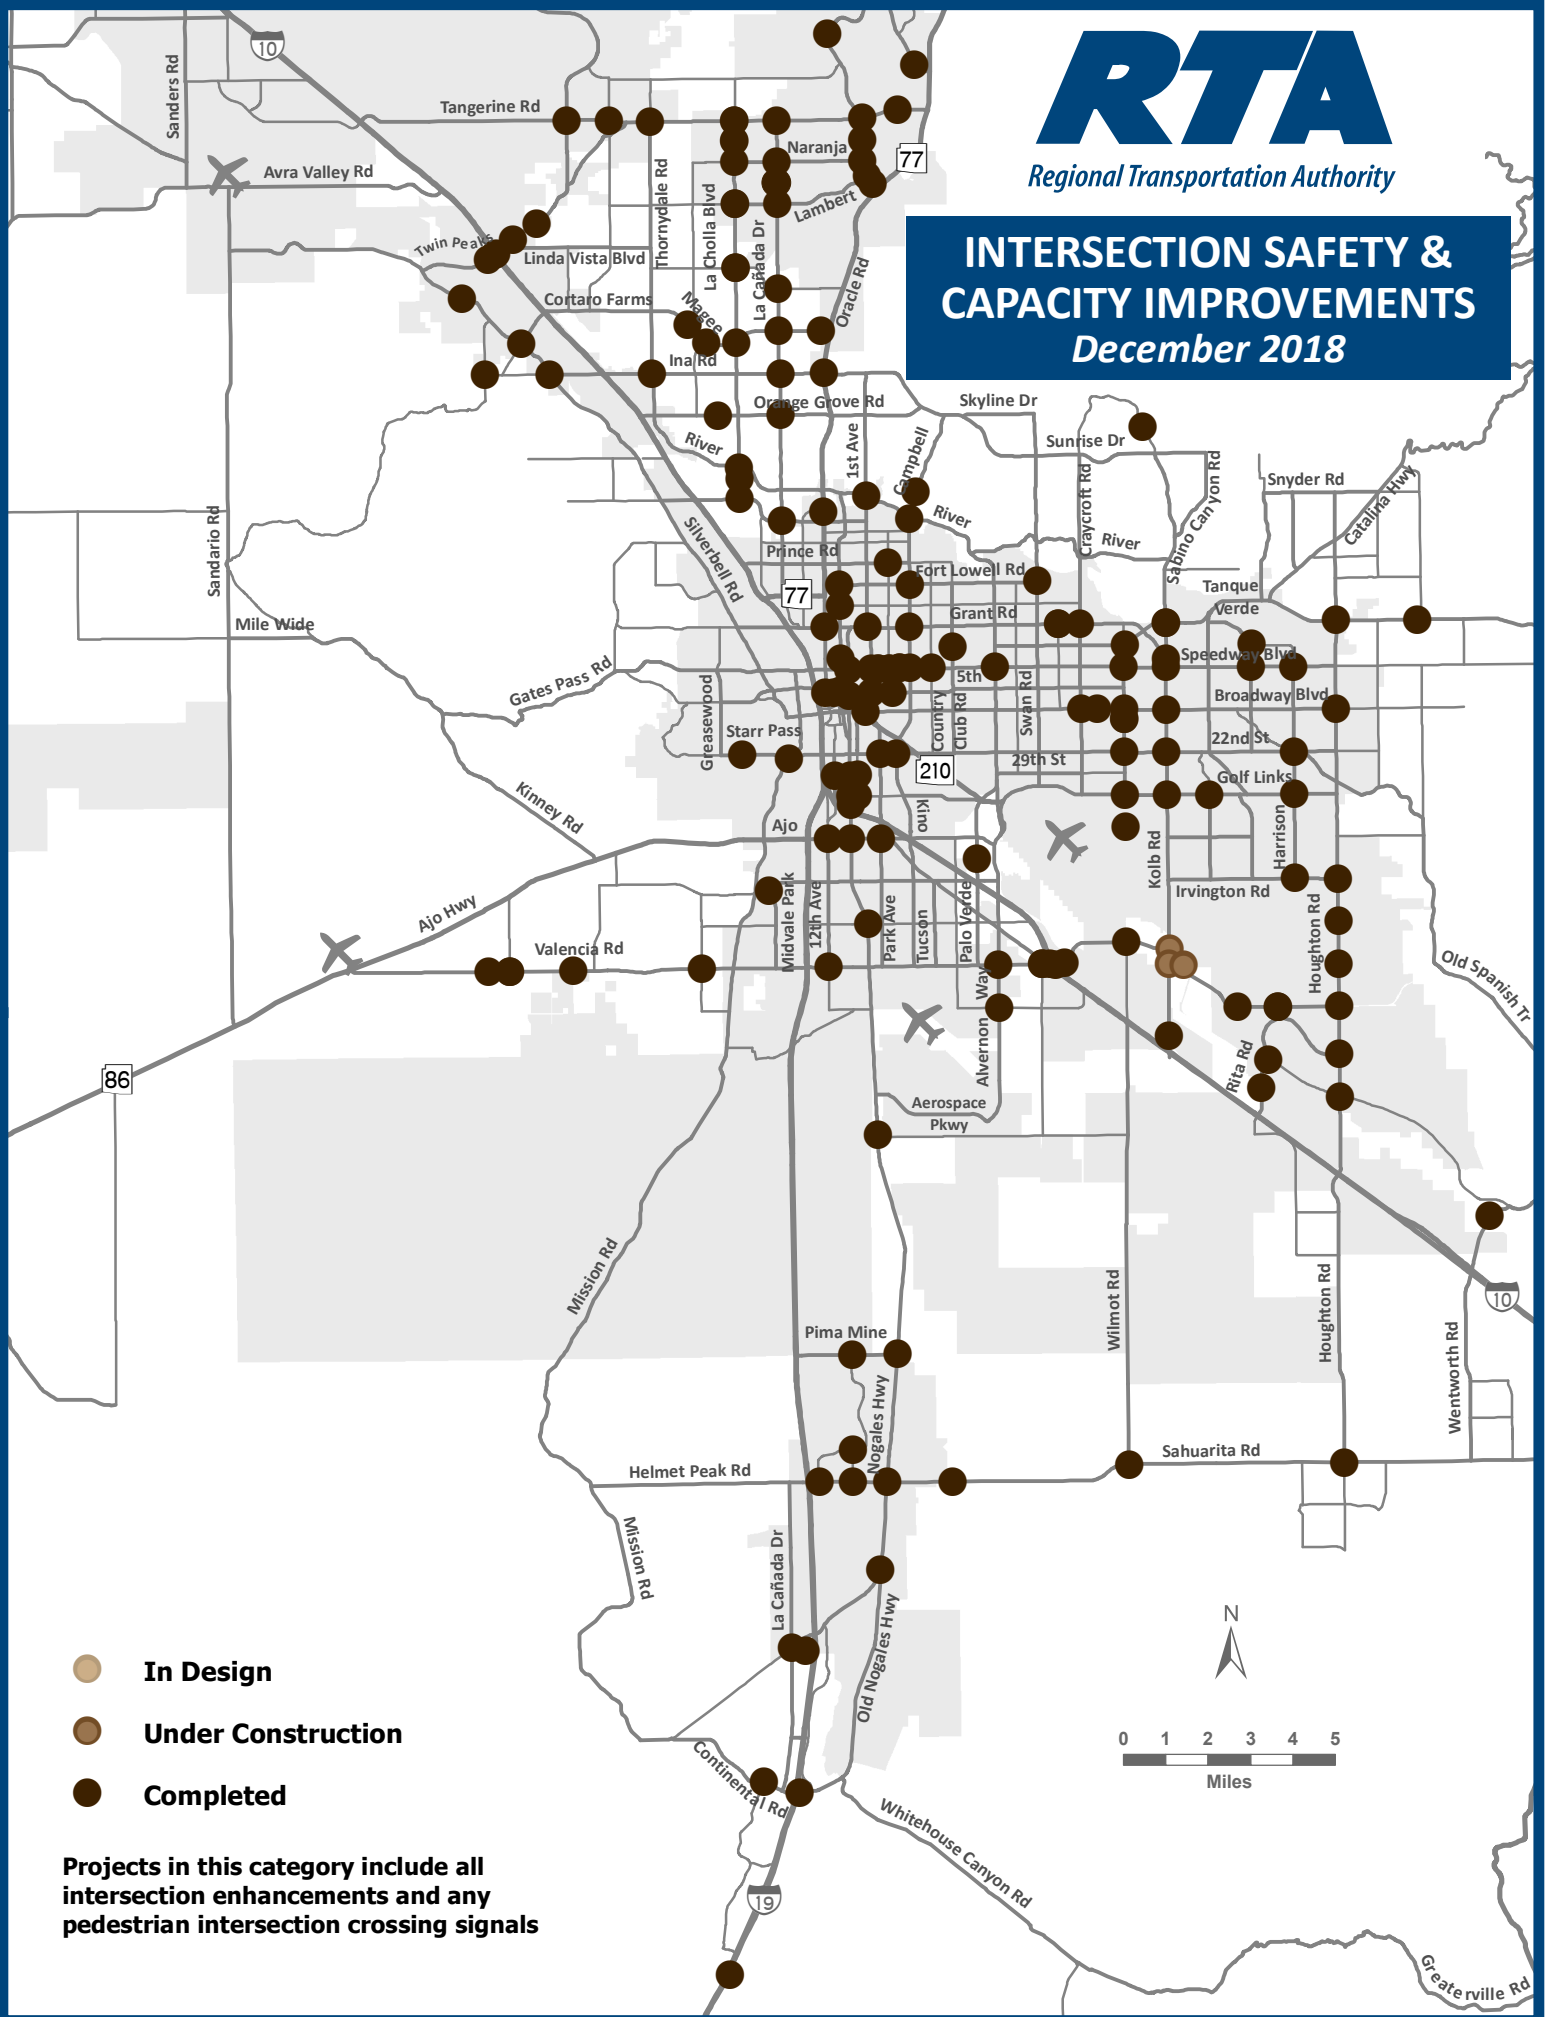 RTA
Regional Transportation Authority
INTERSECTION SAFETY &
CAPACITY IMPROVEMENTS
December 2018
10
Sanders Rd
Tangerine Rd
Naranja
77
Avra Valley Rd
Thornydale Rd
La Cholla Blvd
La Cañada Dr
Lambert
Twin Peaks
Linda Vista Blvd
Cortaro Farms
Magee
Oracle Rd
Ina Rd
Orange Grove Rd
Skyline Dr
River
1st Ave
Campbell
Sunrise Dr
Craycroft Rd
Sabino Canyon Rd
Snyder Rd
Catalina Hwy
Sandario Rd
Silverbell Rd
River
River
Prince Rd
Fort Lowell Rd
77
Tanque
Verde
Grant Rd
Mile Wide
Speedway Blvd
Gates Pass Rd
5th
Greasewood
Swan Rd
Broadway Blvd
Country
Club Rd
Starr Pass
22nd St
29th St
210
Golf Links
Kinney Rd
Kino
Ajo
Kolb Rd
Harrison
Irvington Rd
Midvale Park
12th Ave
Park Ave
Tucson
Palo Verde
Houghton Rd
Ajo Hwy
Valencia Rd
Old Spanish Tr
Alvernon Way
Rita Rd
86
Aerospace
Pkwy
Mission Rd
Wilmot Rd
Houghton Rd
10
Wentworth Rd
Pima Mine
Nogales Hwy
Sahuarita Rd
Helmet Peak Rd
Mission Rd
La Cañada Dr
Old Nogales Hwy
N
In Design
Under Construction
Completed
0 1 2 3 4 5
Miles
Continental Rd
Whitehouse Canyon Rd
19
Greaterville Rd
Projects in this category include all
intersection enhancements and any
pedestrian intersection crossing signals